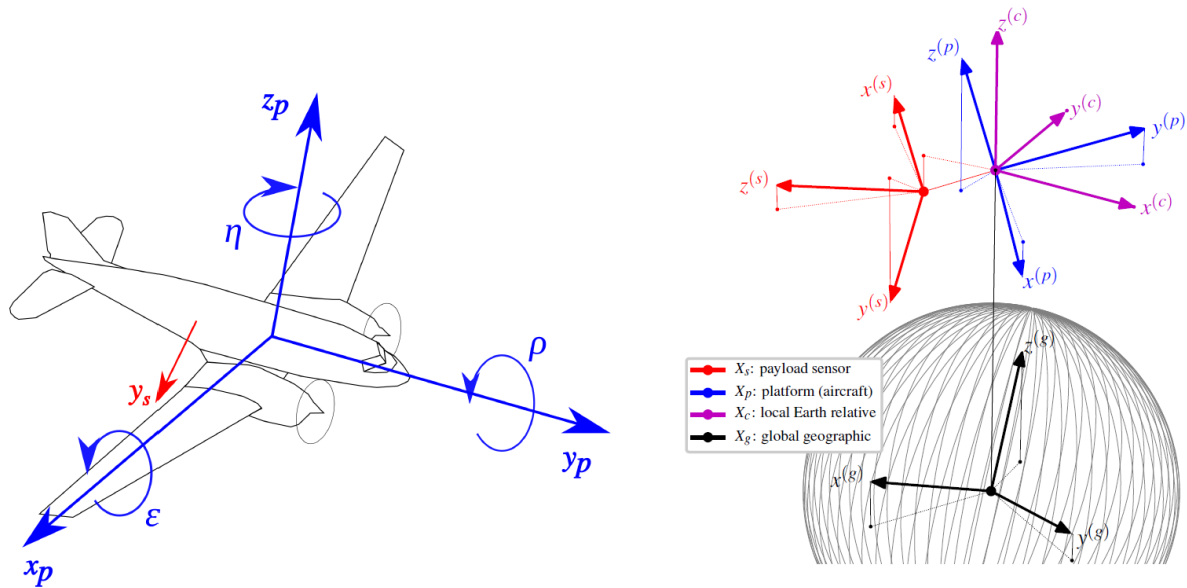 z_p
η
ρ
y_s
y_p
ε
x_p
z^(c)
z^(p)
x^(s)
y^(c)
y^(p)
z^(s)
x^(c)
x^(p)
y^(s)
z^(g)
X_s: payload sensor
X_p: platform (aircraft)
X_c: local Earth relative
X_g: global geographic
x^(g)
y^(g)